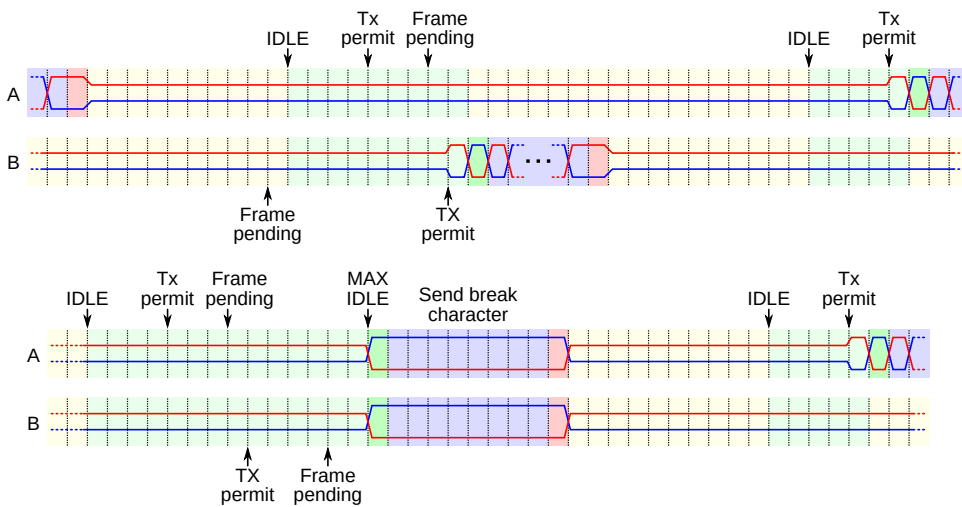 IDLE
Tx
permit
Frame
pending
IDLE
Tx
permit
A
B
...
Frame
pending
TX
permit
IDLE
Tx
permit
Frame
pending
MAX
IDLE
Send break
character
IDLE
Tx
permit
A
B
TX
permit
Frame
pending